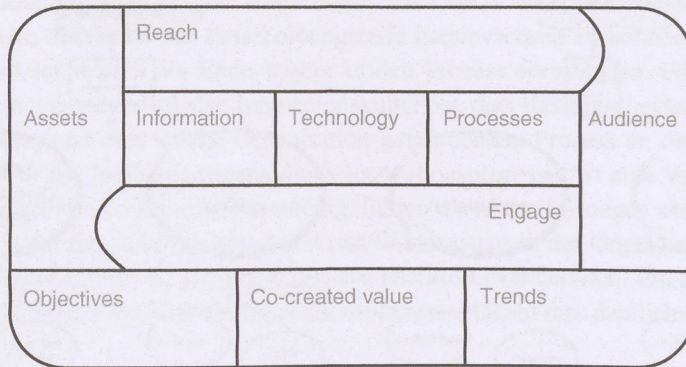 Reach
Assets
Information
Technology
Processes
Audience
Engage
Objectives
Co-created value
Trends